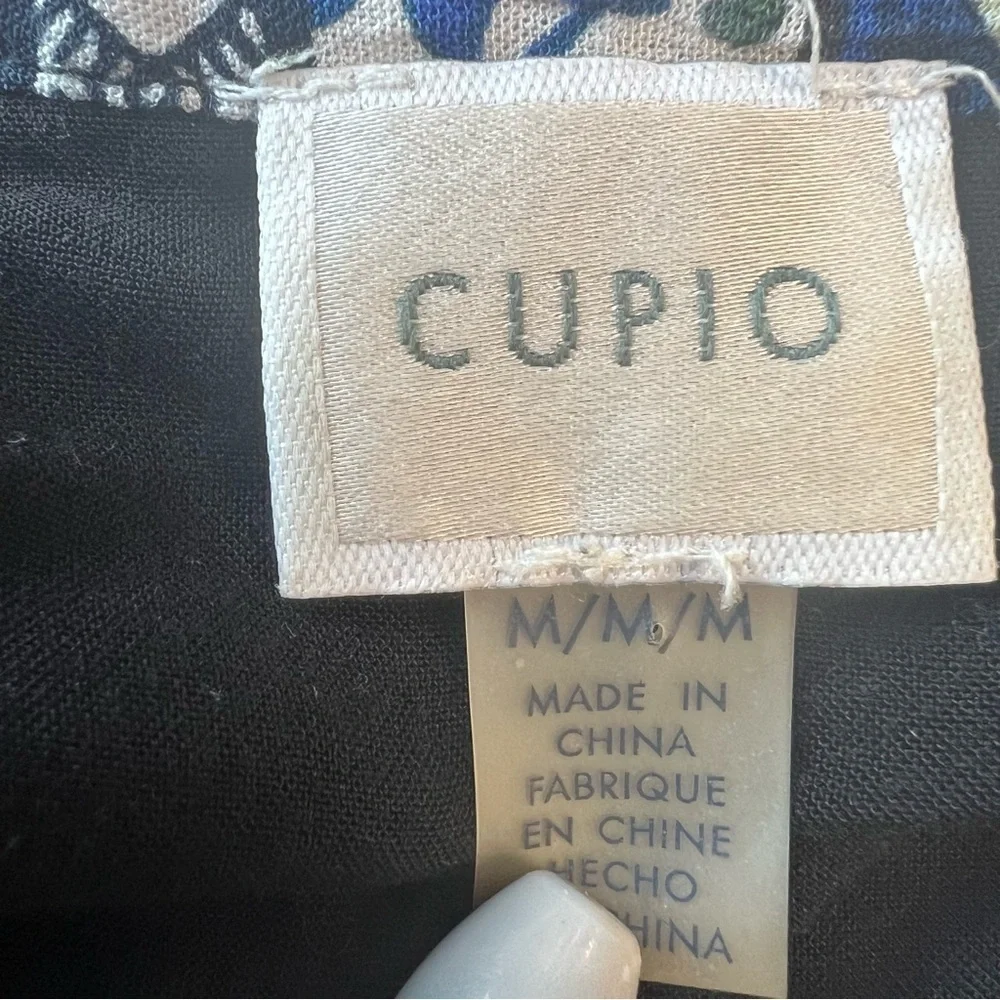 CUPIO
M/M/M
MADE IN
CHINA
FABRIQUE
EN CHINE
HECHO
CHINA